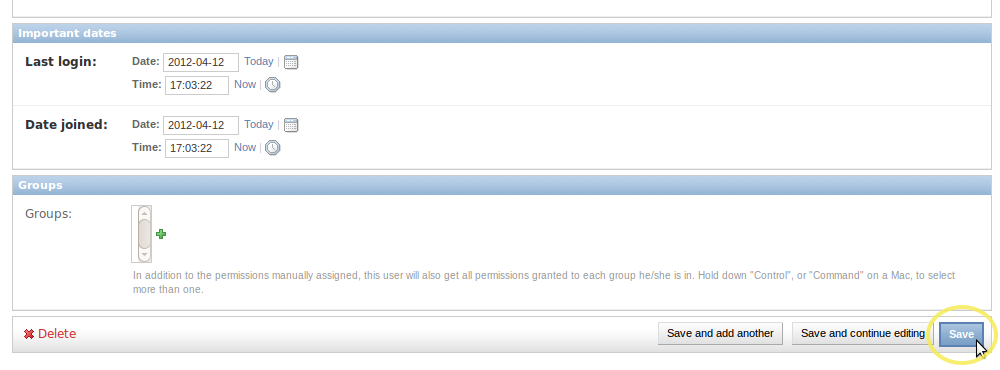 Important dates
Last login: Date: 2012-04-12 Today |
Time: 17:03:22 Now |
Date joined: Date: 2012-04-12 Today |
Time: 17:03:22 Now |
Groups
Groups:
In addition to the permissions manually assigned, this user will also get all permissions granted to each group he/she is in. Hold down "Control", or "Command" on a Mac, to select
more than one.
Delete Save and add another Save and continue editing Save